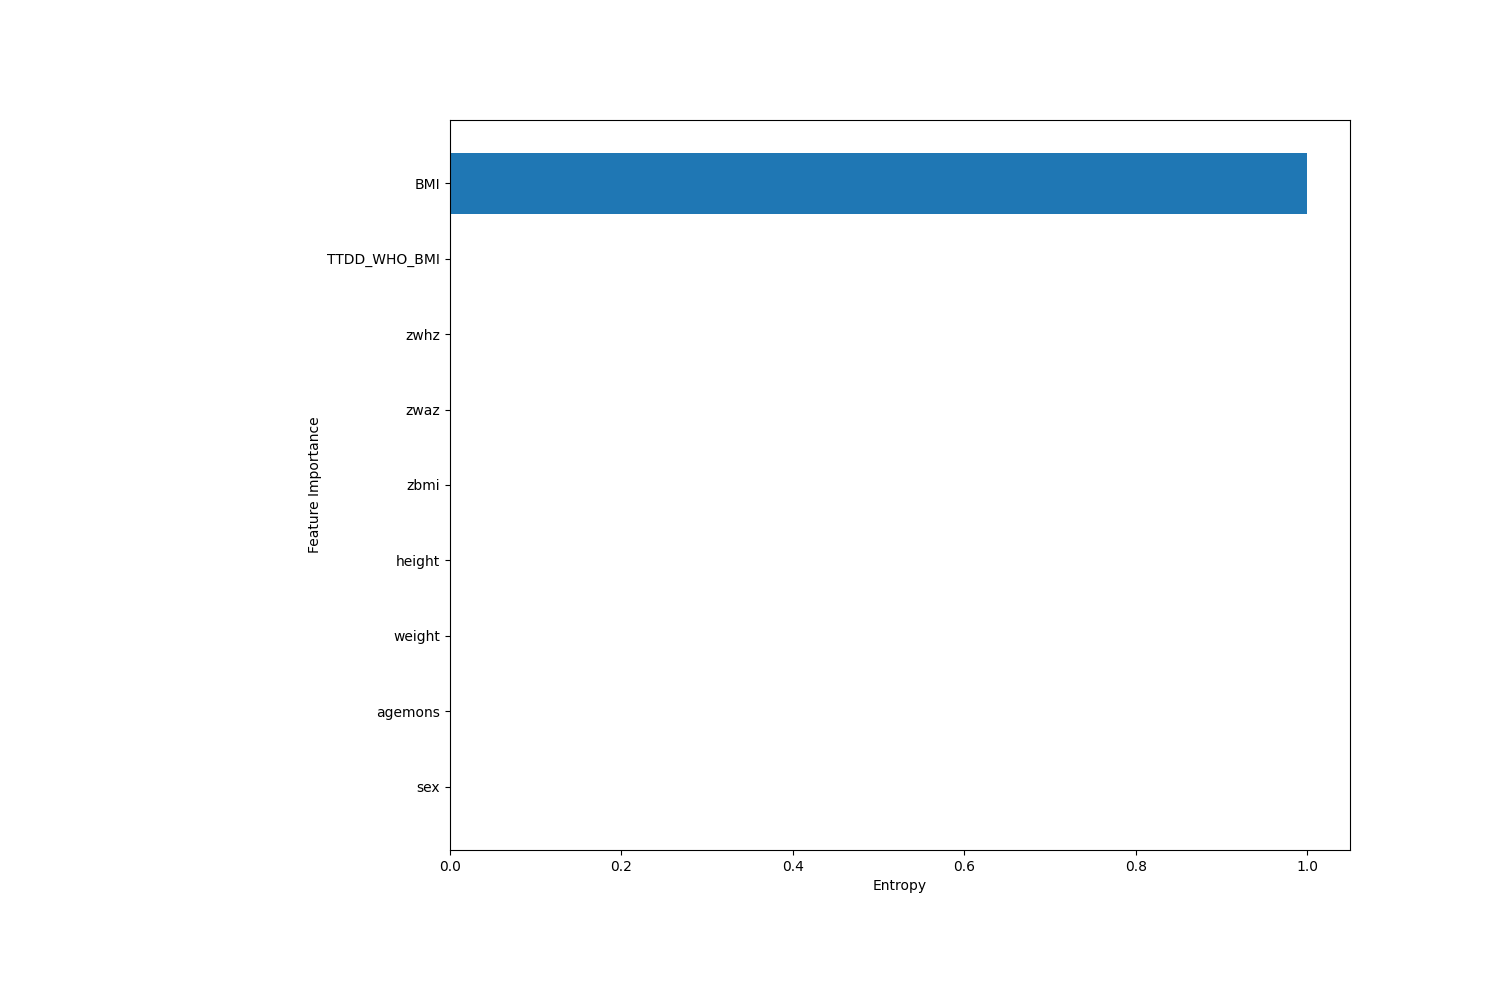 BMI
TTDD_WHO_BMI
zwhz
zwaz
zbmi
height
weight
agemons
sex
Feature Importance
0.0 0.2 0.4 0.6 0.8 1.0
Entropy